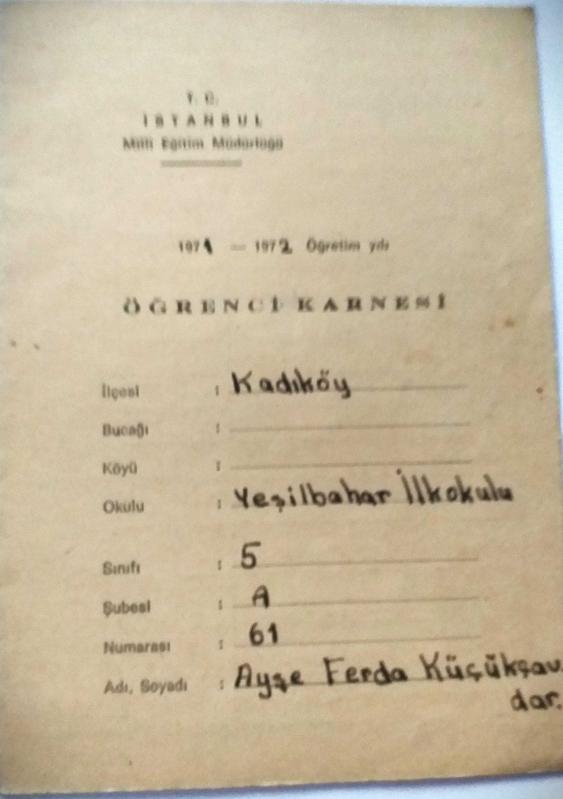 T. C.
İSTANBUL
Milli Eğitim Müdürlüğü
1971 — 1972 Öğretim yılı
ÖĞRENCİ KARNESİ
İlçesi : Kadıköy
Bucağı :
Köyü :
Okulu : Yeşilbahar İlkokulu
Sınıfı : 5
Şubesi : A
Numarası : 61
Adı, Soyadı : Ayşe Ferda Küçükçav
dar.